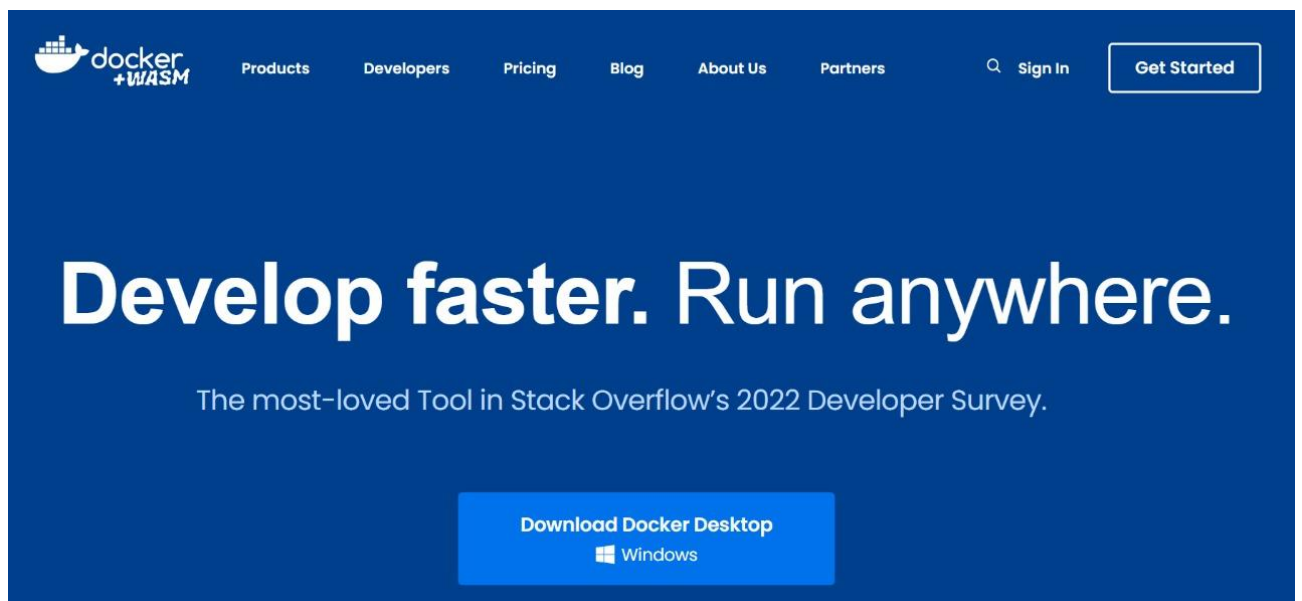 docker
+WASM
Products Developers Pricing Blog About Us Partners Sign In Get Started
Develop faster. Run anywhere.
The most-loved Tool in Stack Overflow's 2022 Developer Survey.
Download Docker Desktop
Windows